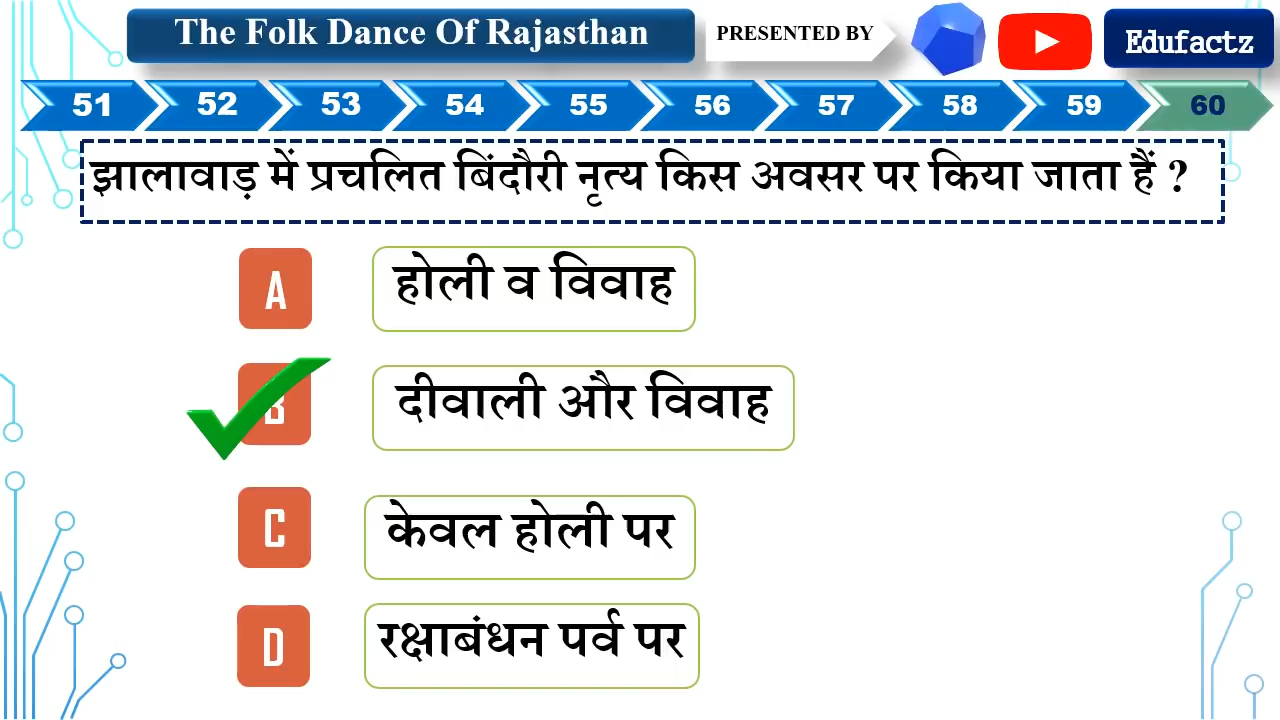 The Folk Dance Of Rajasthan
PRESENTED BY
Edufactz
51 52 53 54 55 56 57 58 59 60
झालावाड़ में प्रचलित बिंदौरी नृत्य किस अवसर पर किया जाता हैं ?
A होली व विवाह
B दीवाली और विवाह
C केवल होली पर
D रक्षाबंधन पर्व पर